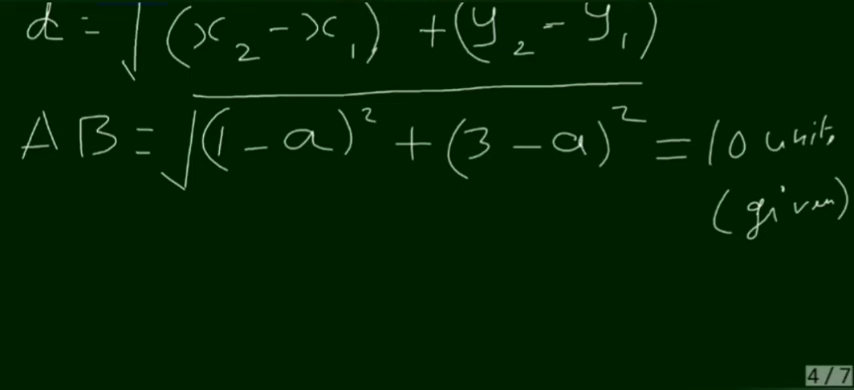 d = √(x₂ - x₁) + (y₂ - y₁)
AB = √(1 - a)² + (3 - a)² = 10 units
(given)
4 / 7